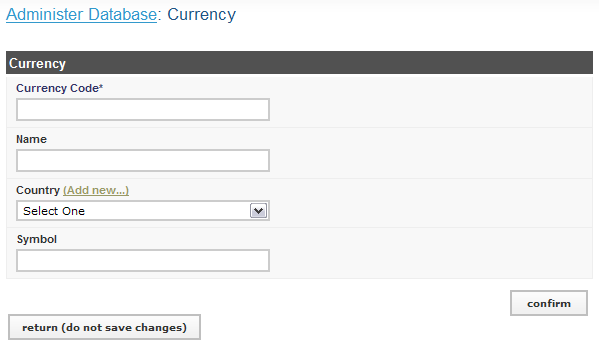 Administer Database: Currency
Currency
Currency Code*
Name
Country (Add new...)
Select One
Symbol
confirm
return (do not save changes)